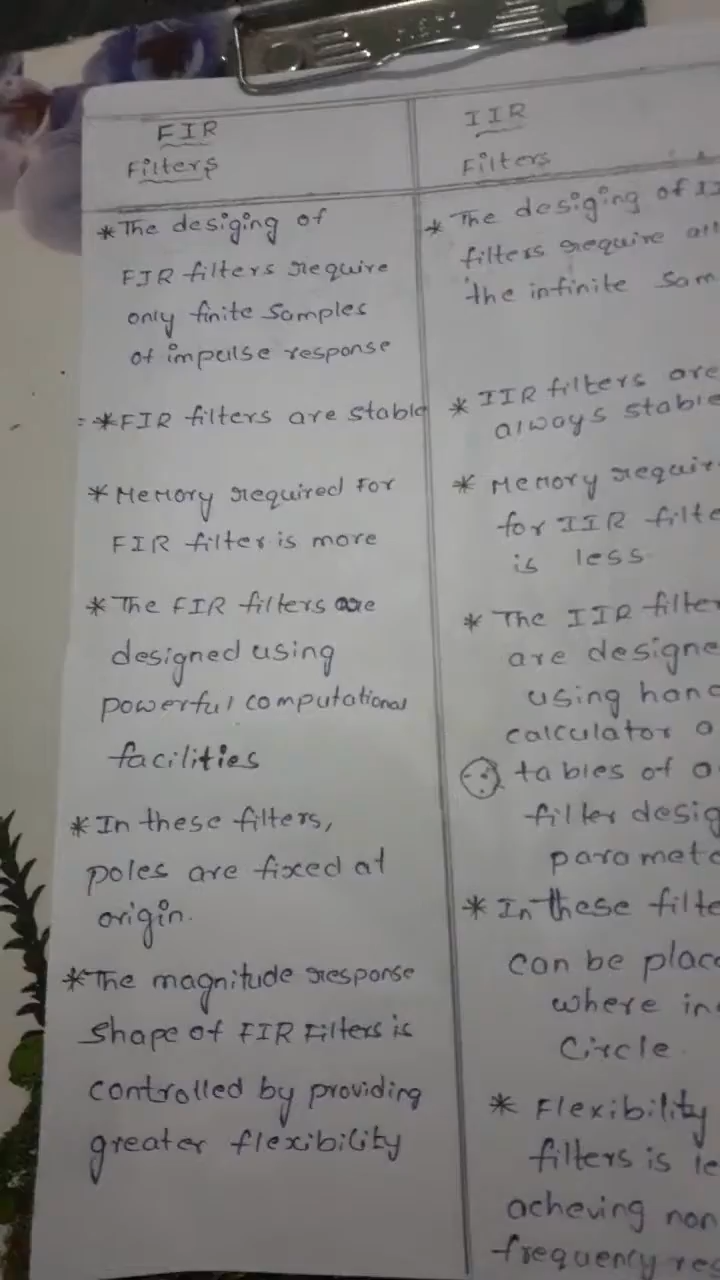 FIR
Filters
* The desiging of
FIR filters require
only finite samples
of impulse response
* FIR filters are stable
* Memory required For
FIR filter is more
* The FIR filters are
designed using
powerful computational
facilities
* In these filters,
poles are fixed at
origin.
* The magnitude response
shape of FIR Filters is
controlled by providing
greater flexibility
IIR
Filters
* The desiging of
filters require
the infinite
* IIR filters are
always stable
* Memory
for IIR
is less
* The IIR
are
using
calculator
tables of
filter

* In these
can be
where
circle
* Flexibility
filters is
acheving
frequency